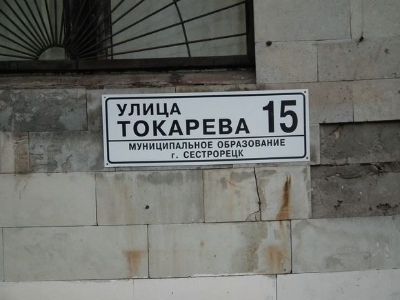 УЛИЦА
ТОКАРЕВА 15
МУНИЦИПАЛЬНОЕ ОБРАЗОВАНИЕ
г. СЕСТРОРЕЦК